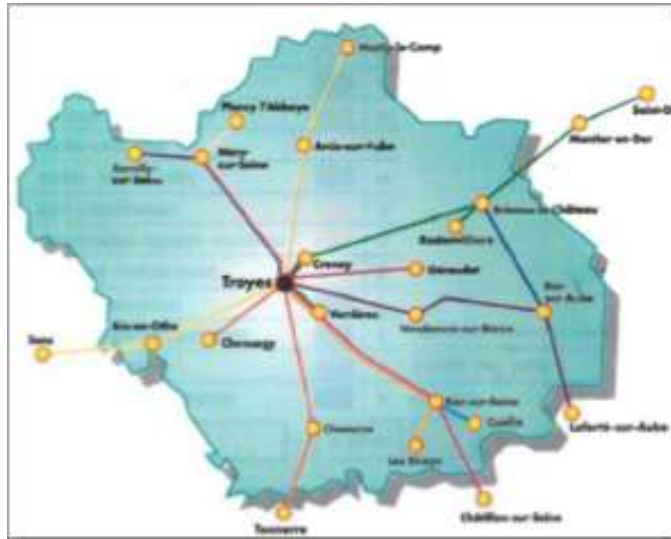 Mailly-le-Camp
Plancy l'Abbaye
Saint-D
Montier en Der
Arcis-sur-Aube
Mery-
sur-Seine
Romilly
sur-Seine
Brienne-le-Château
Creney
Géraudot
Troyes
Bar-
sur-Aube
Verrières
Vendeuvre-sur-Barse
Aix-en-Othe
Sens
Chennegy
Bar-sur-Seine
Chaource
Les Riceys
Laferté-sur-Aube
Tonnerre
Châtillon-sur-Seine